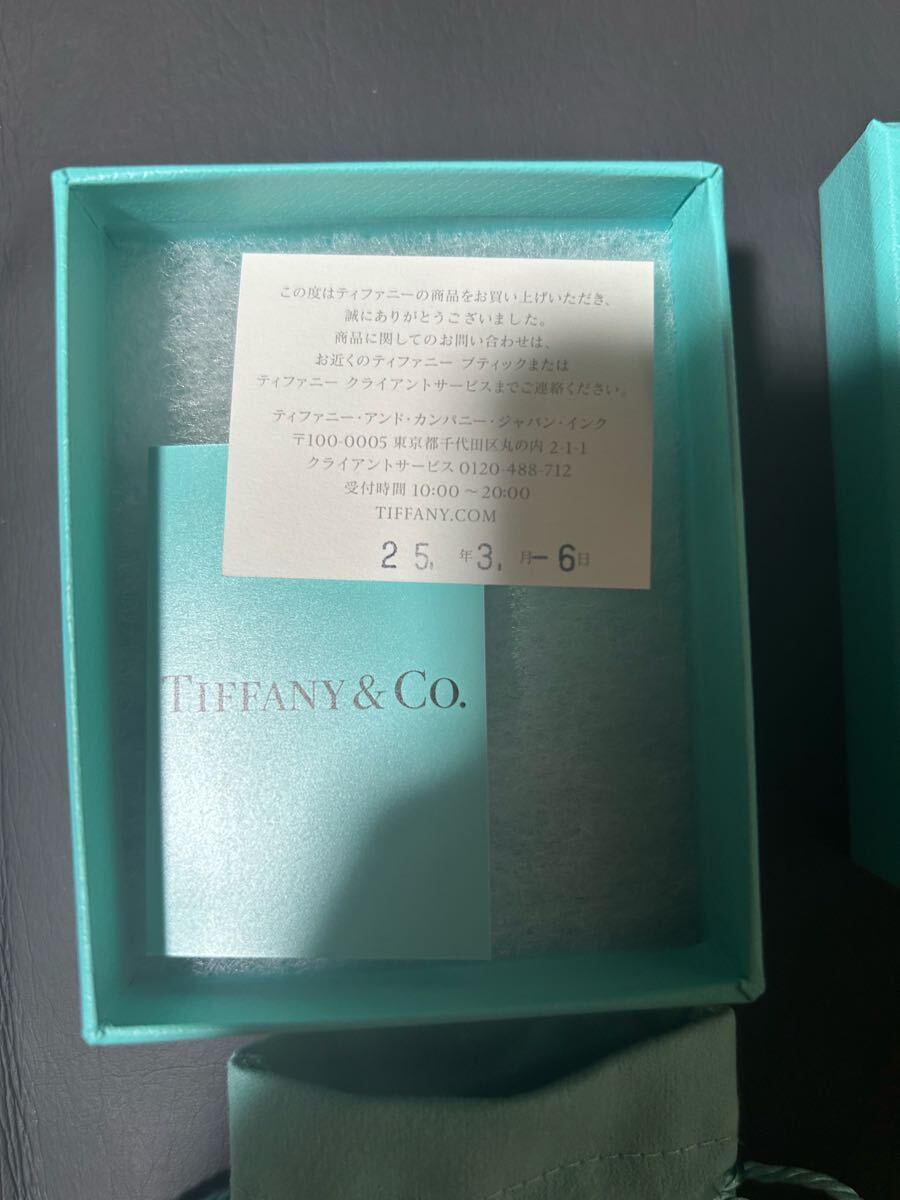 この度はティファニーの商品をお買い上げいただき、
誠にありがとうございました。
商品に関してのお問い合わせは、
お近くのティファニー ブティックまたは
ティファニー クライアントサービスまでご連絡ください。
ティファニー・アンド・カンパニー・ジャパン・インク
〒100-0005 東京都千代田区丸の内 2-1-1
クライアントサービス 0120-488-712
受付時間 10:00 〜 20:00
TIFFANY.COM
25. 年 3. 月 -6 日
TIFFANY & CO.